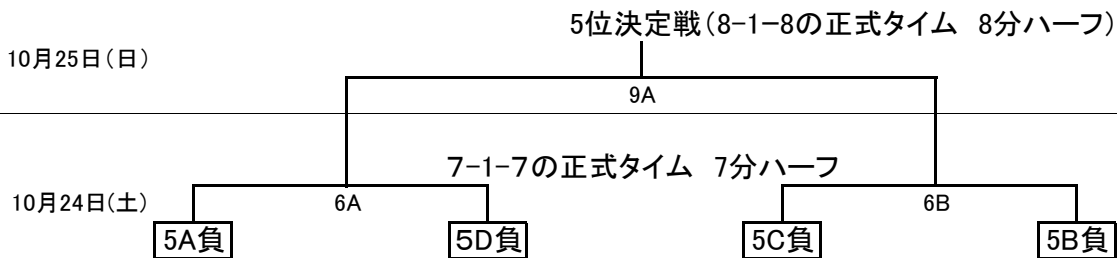 5位決定戦(8-1-8の正式タイム 8分ハーフ)
10月25日(日)
9A
7-1-7の正式タイム 7分ハーフ
10月24日(土)
6A
6B
5A負
5D負
5C負
5B負